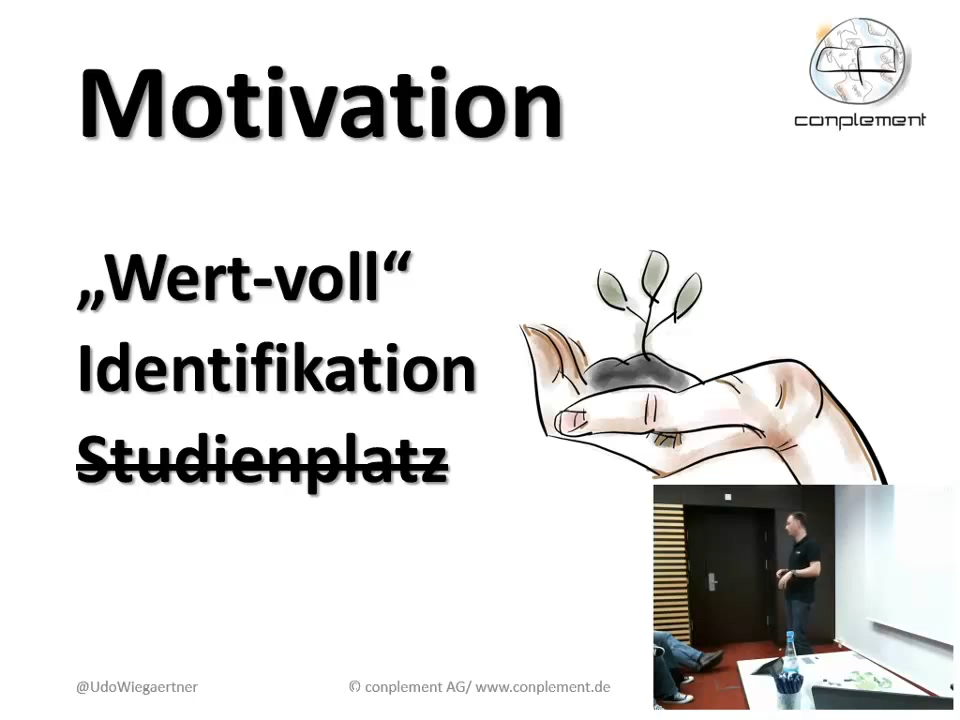 Motivation
conplement
„Wert-voll“
Identifikation
Studienplatz
@UdoWiegaertner
© conplement AG/ www.conplement.de